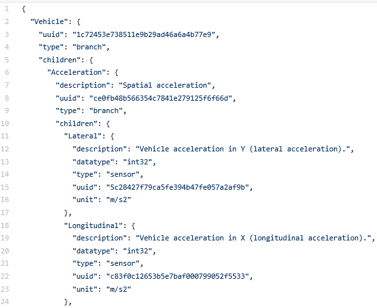 1 {
2 "Vehicle": {
3 "uuid": "1c72453e738511e9b29ad46a6a4b77e9",
4 "type": "branch",
5 "children": {
6 "Acceleration": {
7 "description": "Spatial acceleration",
8 "uuid": "ce0fb48b566354c7841e279125f6f66d",
9 "type": "branch",
10 "children": {
11 "Lateral": {
12 "description": "Vehicle acceleration in Y (lateral acceleration).",
13 "datatype": "int32",
14 "type": "sensor",
15 "uuid": "5c28427f79ca5fe394b47fe057a2af9b",
16 "unit": "m/s2"
17 },
18 "Longitudinal": {
19 "description": "Vehicle acceleration in X (longitudinal acceleration).",
20 "datatype": "int32",
21 "type": "sensor",
22 "uuid": "c83f0c12653b5e7baf000799052f5533",
23 "unit": "m/s2"
24 },